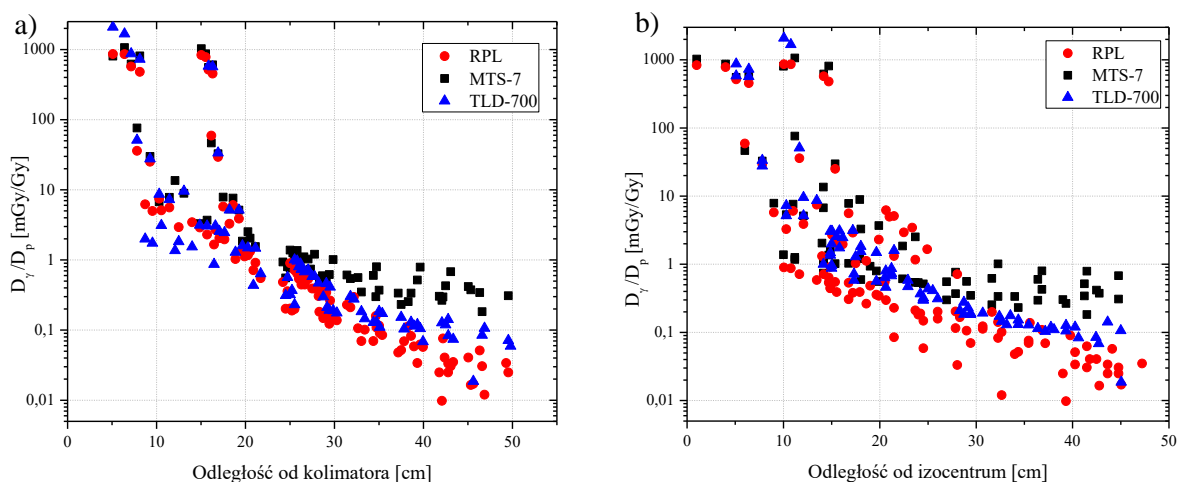 a)
1000
100
10
1
0,1
0,01
Dγ/Dp [mGy/Gy]
RPL
MTS-7
TLD-700
0 10 20 30 40 50
Odległość od kolimatora [cm]
b)
1000
100
10
1
0,1
0,01
Dγ/Dp [mGy/Gy]
RPL
MTS-7
TLD-700
0 10 20 30 40 50
Odległość od izocentrum [cm]